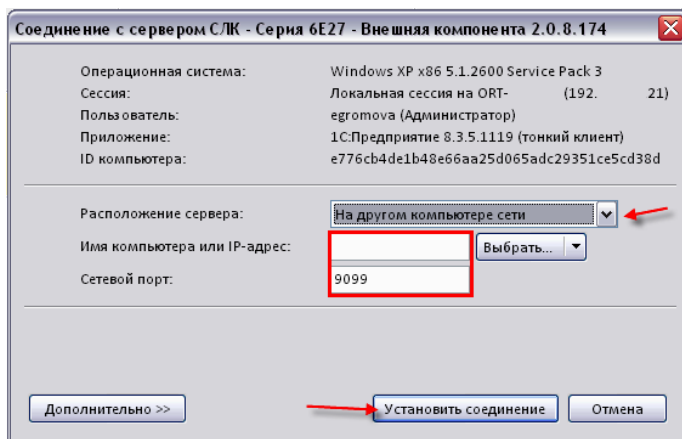 Соединение с сервером СЛК - Серия 6E27 - Внешняя компонента 2.0.8.174
Операционная система: Windows XP x86 5.1.2600 Service Pack 3
Сессия: Локальная сессия на ORT- (192. 21)
Пользователь: egromova (Администратор)
Приложение: 1С:Предприятие 8.3.5.1119 (тонкий клиент)
ID компьютера: e776cb4de1b48e66aa25d065adc29351ce5cd38d
Расположение сервера: На другом компьютере сети
Имя компьютера или IP-адрес: Выбрать...
Сетевой порт: 9099
Дополнительно >> Установить соединение Отмена